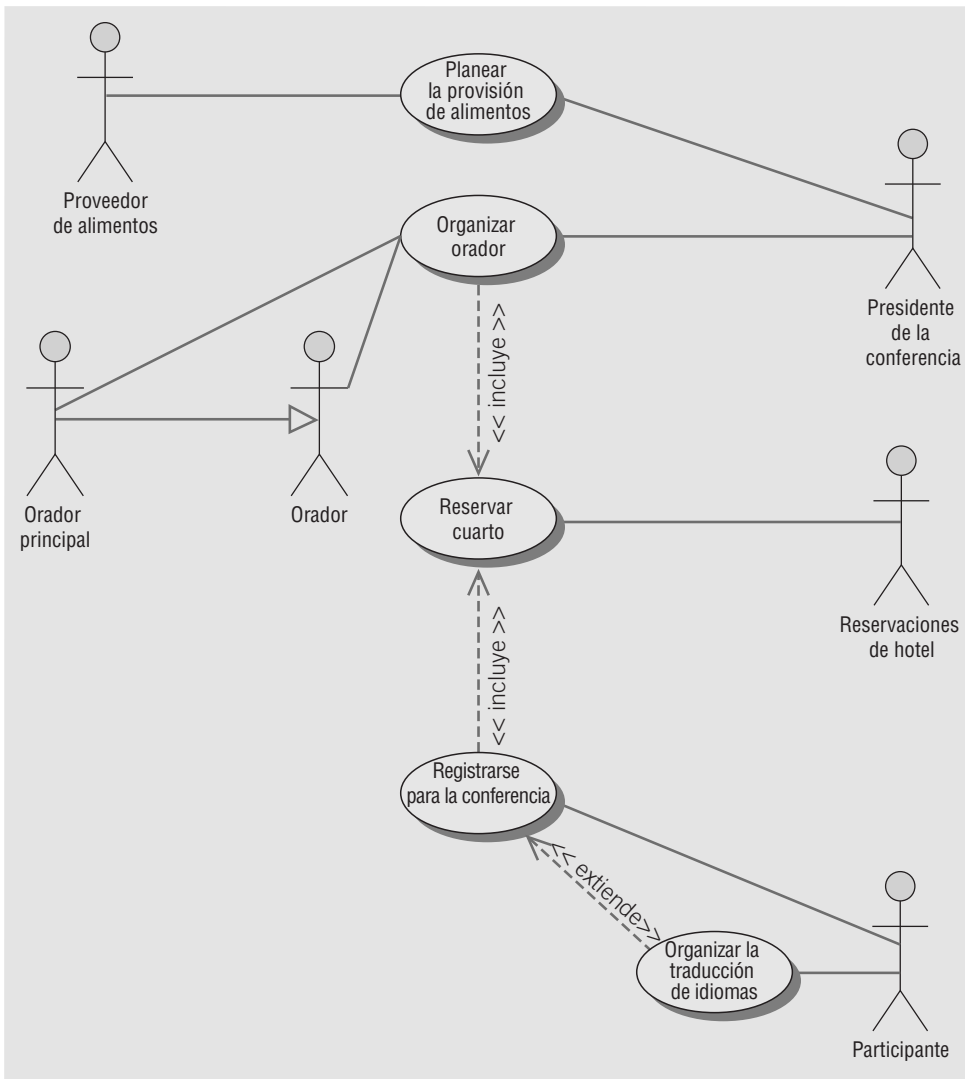 Planear
la provisión
de alimentos
Proveedor
de alimentos
Organizar
orador
Presidente
de la
conferencia
<< incluye >>
Orador
principal
Orador
Reservar
cuarto
Reservaciones
de hotel
<< incluye >>
Registrarse
para la conferencia
<< extiende>>
Organizar la
traducción
de idiomas
Participante